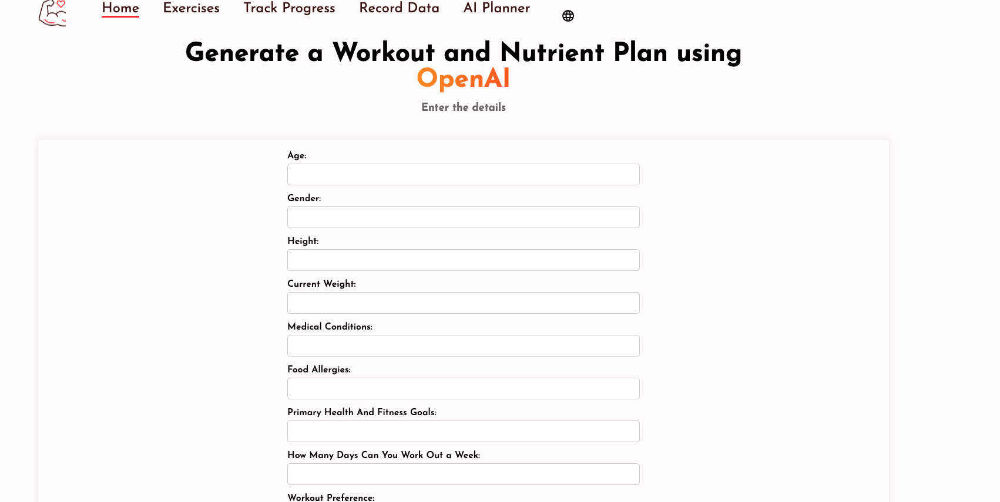 Home Exercises Track Progress Record Data AI Planner
Generate a Workout and Nutrient Plan using
OpenAI
Enter the details
Age:
Gender:
Height:
Current Weight:
Medical Conditions:
Food Allergies:
Primary Health And Fitness Goals:
How Many Days Can You Work Out a Week:
Workout Preference: